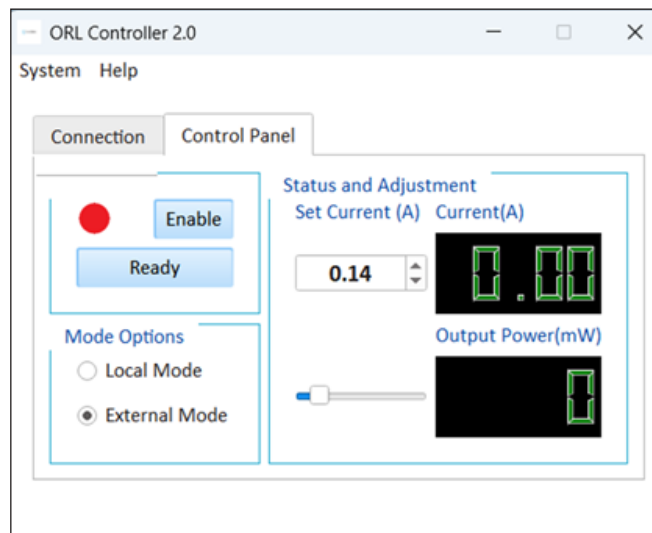 ORL Controller 2.0
System Help
Connection Control Panel
Enable
Ready
Mode Options
Local Mode
External Mode
Status and Adjustment
Set Current (A) Current(A)
0.14 0.00
Output Power(mW)
0